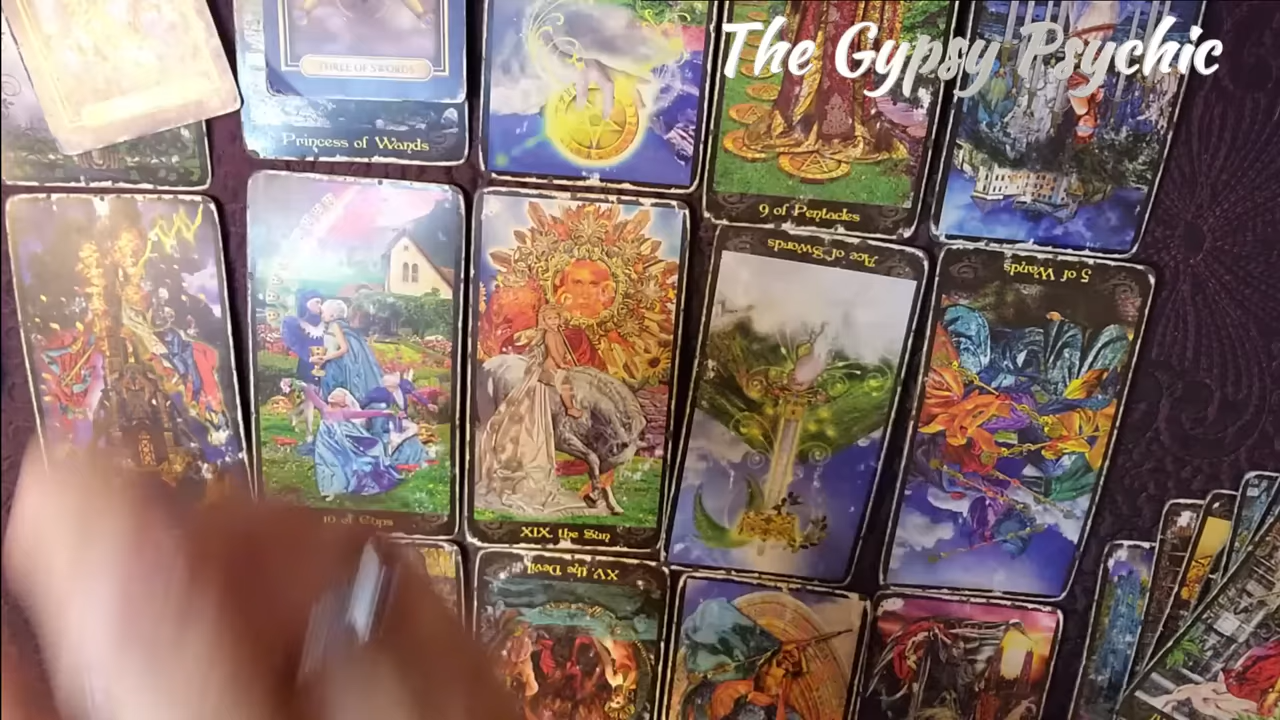 The Gypsy Psychic
THREE OF SWORDS
Princess of Wands
9 of Pentacles
Ace of Swords
5 of Wands
10 of Cups
XIX. the Sun
XV. the Devil